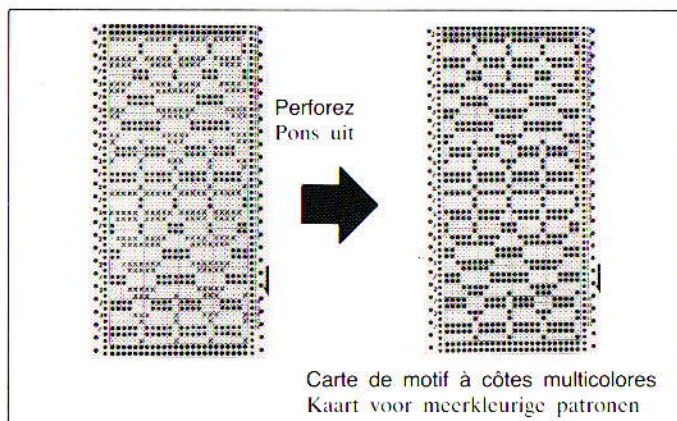 Perforez
Pons uit
Carte de motif à côtes multicolores
Kaart voor meerkleurige patronen